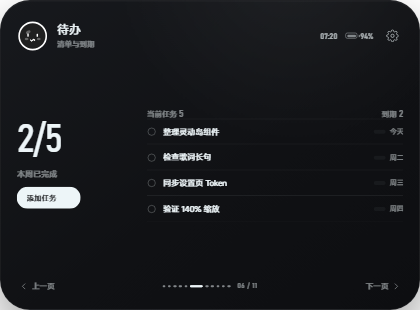 待办
清单与到期
07:20 94%
当前任务 5
到期 2
整理灵动岛组件 今天
2/5
检查歌词长句 周二
本周已完成
同步设置页 Token 周三
添加任务
验证 140% 缩放 周四
上一页
06 / 11
下一页